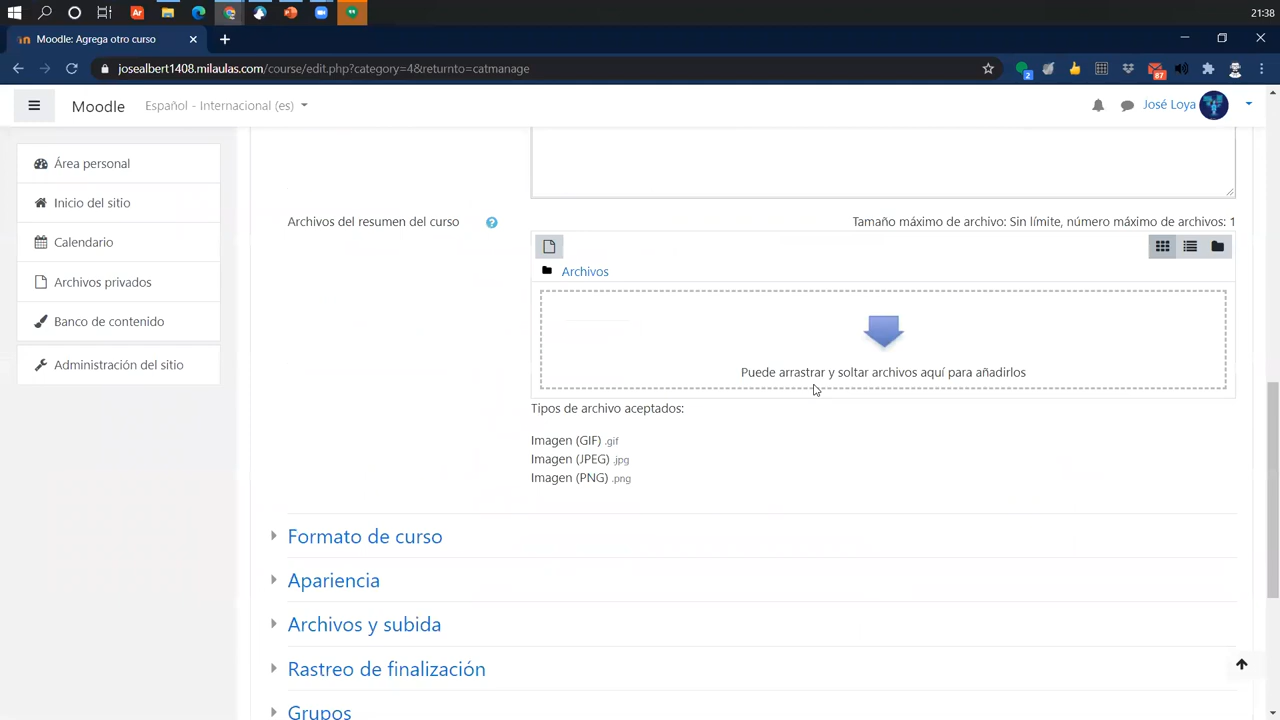 Ar
21:38
Moodle: Agrega otro curso
josealbert1408.milaulas.com/course/edit.php?category=4&returnto=catmanage
2
87
Moodle
Español - Internacional (es)
José Loya
Área personal
Inicio del sitio
Calendario
Archivos privados
Banco de contenido
Administración del sitio
Archivos del resumen del curso
Tamaño máximo de archivo: Sin límite, número máximo de archivos: 1
Archivos
Puede arrastrar y soltar archivos aquí para añadirlos
Tipos de archivo aceptados:
Imagen (GIF) .gif
Imagen (JPEG) .jpg
Imagen (PNG) .png
Formato de curso
Apariencia
Archivos y subida
Rastreo de finalización
Grupos